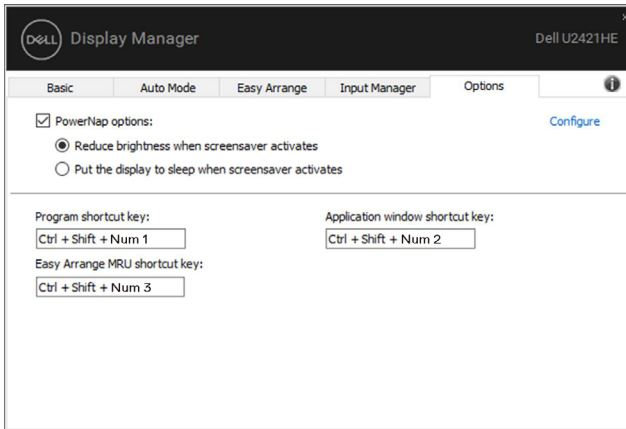 DELL Display Manager Dell U2421HE
Basic Auto Mode Easy Arrange Input Manager Options
PowerNap options: Configure
Reduce brightness when screensaver activates
Put the display to sleep when screensaver activates
Program shortcut key: Application window shortcut key:
Ctrl + Shift + Num 1 Ctrl + Shift + Num 2
Easy Arrange MRU shortcut key:
Ctrl + Shift + Num 3